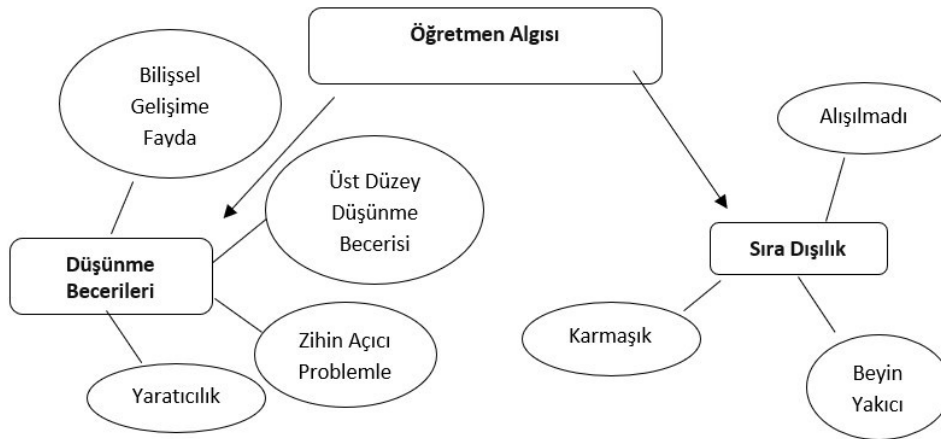 Öğretmen Algısı
Bilişsel
Gelişime
Fayda
Alışılmadı
Üst Düzey
Düşünme
Becerisi
Düşünme
Becerileri
Sıra Dışılık
Karmaşık
Zihin Açıcı
Problemle
Yaratıcılık
Beyin
Yakıcı